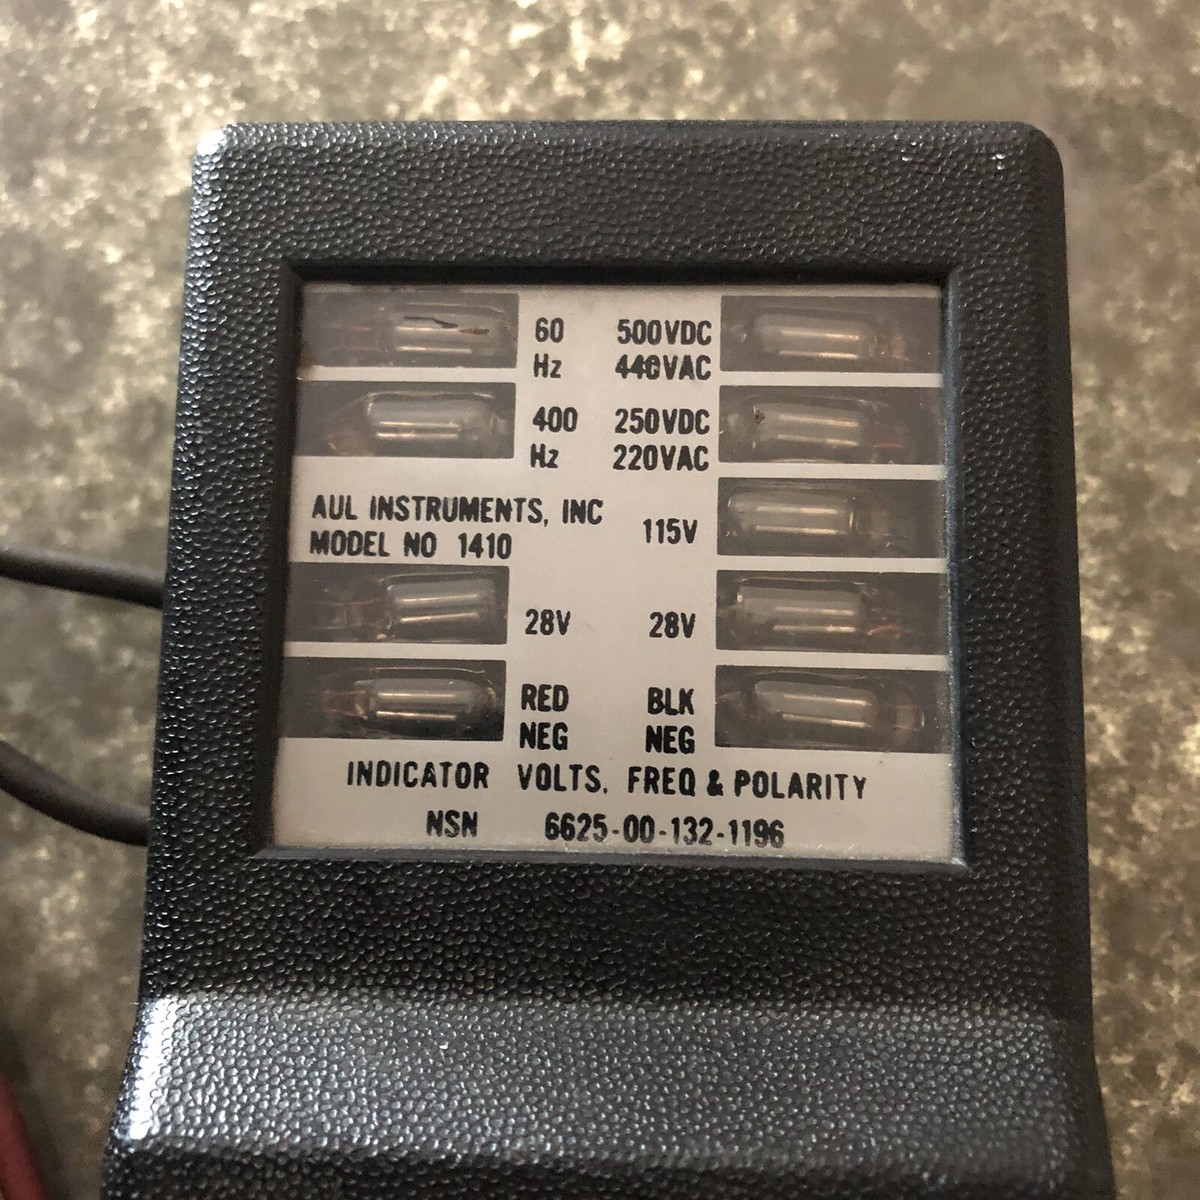 60 500VDC
Hz 440VAC
400 250VDC
Hz 220VAC
AUL INSTRUMENTS, INC
MODEL NO 1410
115V
28V 28V
RED BLK
NEG NEG
INDICATOR VOLTS, FREQ & POLARITY
NSN 6625-00-132-1196